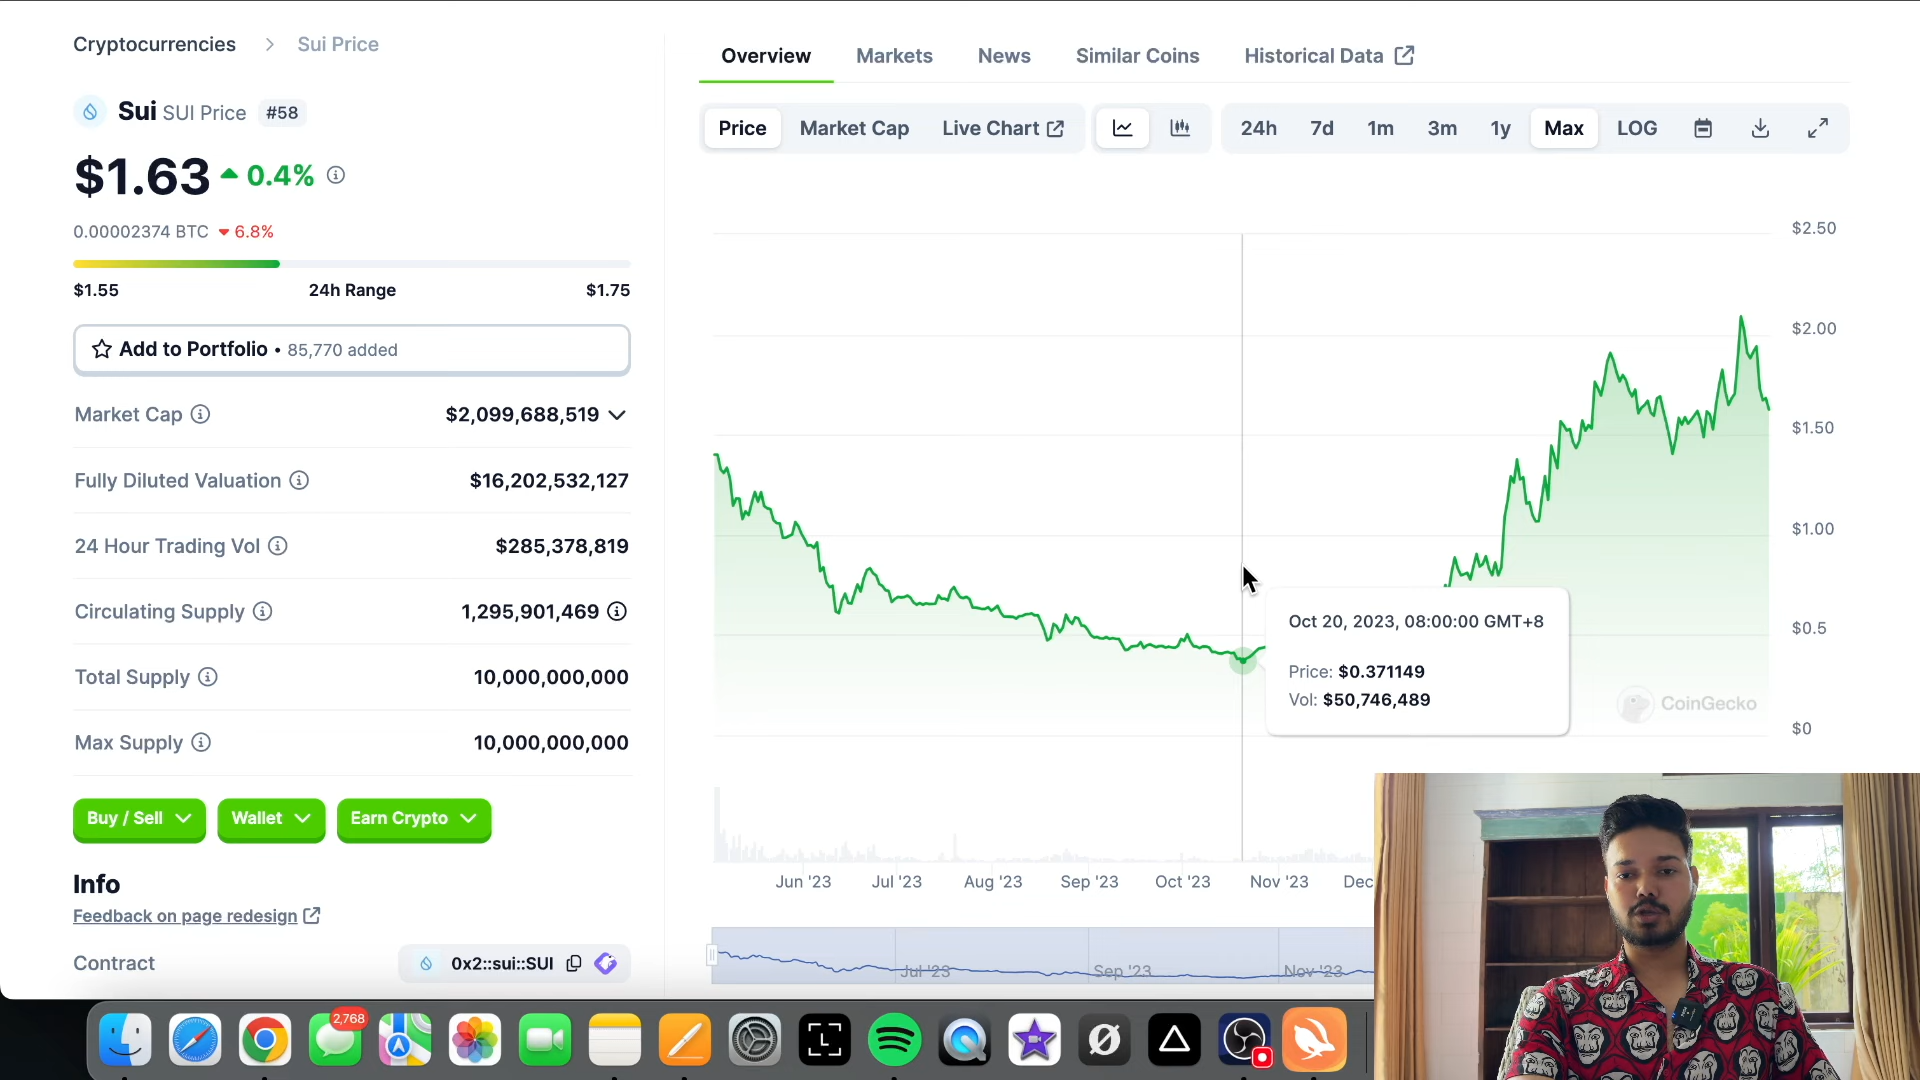 Cryptocurrencies > Sui Price
Sui SUI Price #58
$1.63 0.4%
0.00002374 BTC 6.8%
$1.55 24h Range $1.75
Add to Portfolio • 85,770 added
Market Cap $2,099,688,519
Fully Diluted Valuation $16,202,532,127
24 Hour Trading Vol $285,378,819
Circulating Supply 1,295,901,469
Total Supply 10,000,000,000
Max Supply 10,000,000,000
Buy / Sell Wallet Earn Crypto
Info
Feedback on page redesign
Contract 0x2::sui::SUI
Overview Markets News Similar Coins Historical Data
Price Market Cap Live Chart 24h 7d 1m 3m 1y Max LOG
$2.50
$2.00
$1.50
$1.00
$0.5
$0
Oct 20, 2023, 08:00:00 GMT+8
Price: $0.371149
Vol: $50,746,489
CoinGecko
Jun '23 Jul '23 Aug '23 Sep '23 Oct '23 Nov '23 Dec
Jul '23 Sep '23 Nov '23
2,768